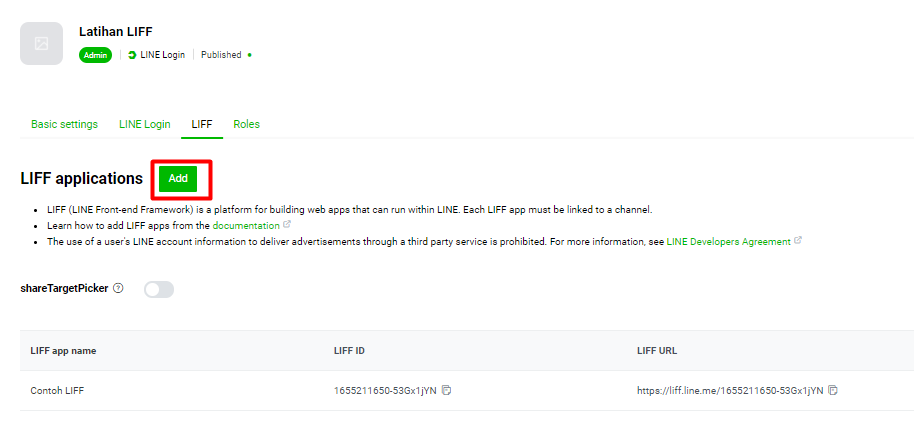 Latihan LIFF
Admin LINE Login Published
Basic settings LINE Login LIFF Roles
LIFF applications Add
LIFF (LINE Front-end Framework) is a platform for building web apps that can run within LINE. Each LIFF app must be linked to a channel.
Learn how to add LIFF apps from the documentation
The use of a user's LINE account information to deliver advertisements through a third party service is prohibited. For more information, see LINE Developers Agreement
shareTargetPicker ?
LIFF app name LIFF ID LIFF URL
Contoh LIFF 1655211650-53Gx1jYN https://liff.line.me/1655211650-53Gx1jYN